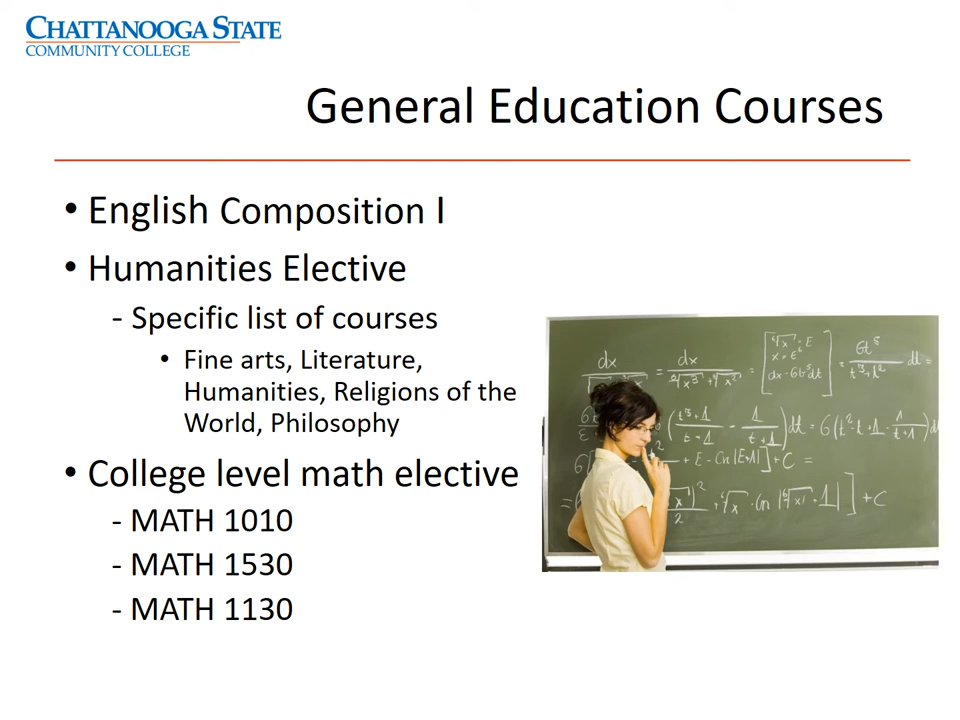 CHATTANOOGA STATE
COMMUNITY COLLEGE
General Education Courses
• English Composition I
• Humanities Elective
- Specific list of courses
• Fine arts, Literature,
Humanities, Religions of the
World, Philosophy
• College level math elective
- MATH 1010
- MATH 1530
- MATH 1130